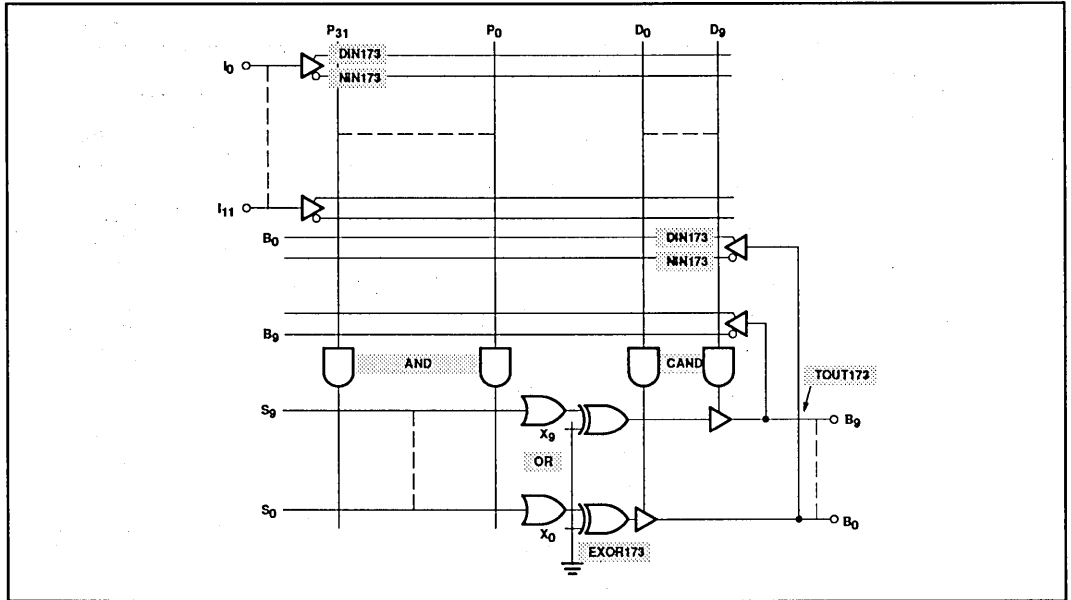 P31 P0 D0 D9
DIN173
I0
NIN173
I11
B0 DIN173
NIN173
B9
AND CAND
TOUT173
S9 B9
X9
OR
S0 B0
X0
EXOR173